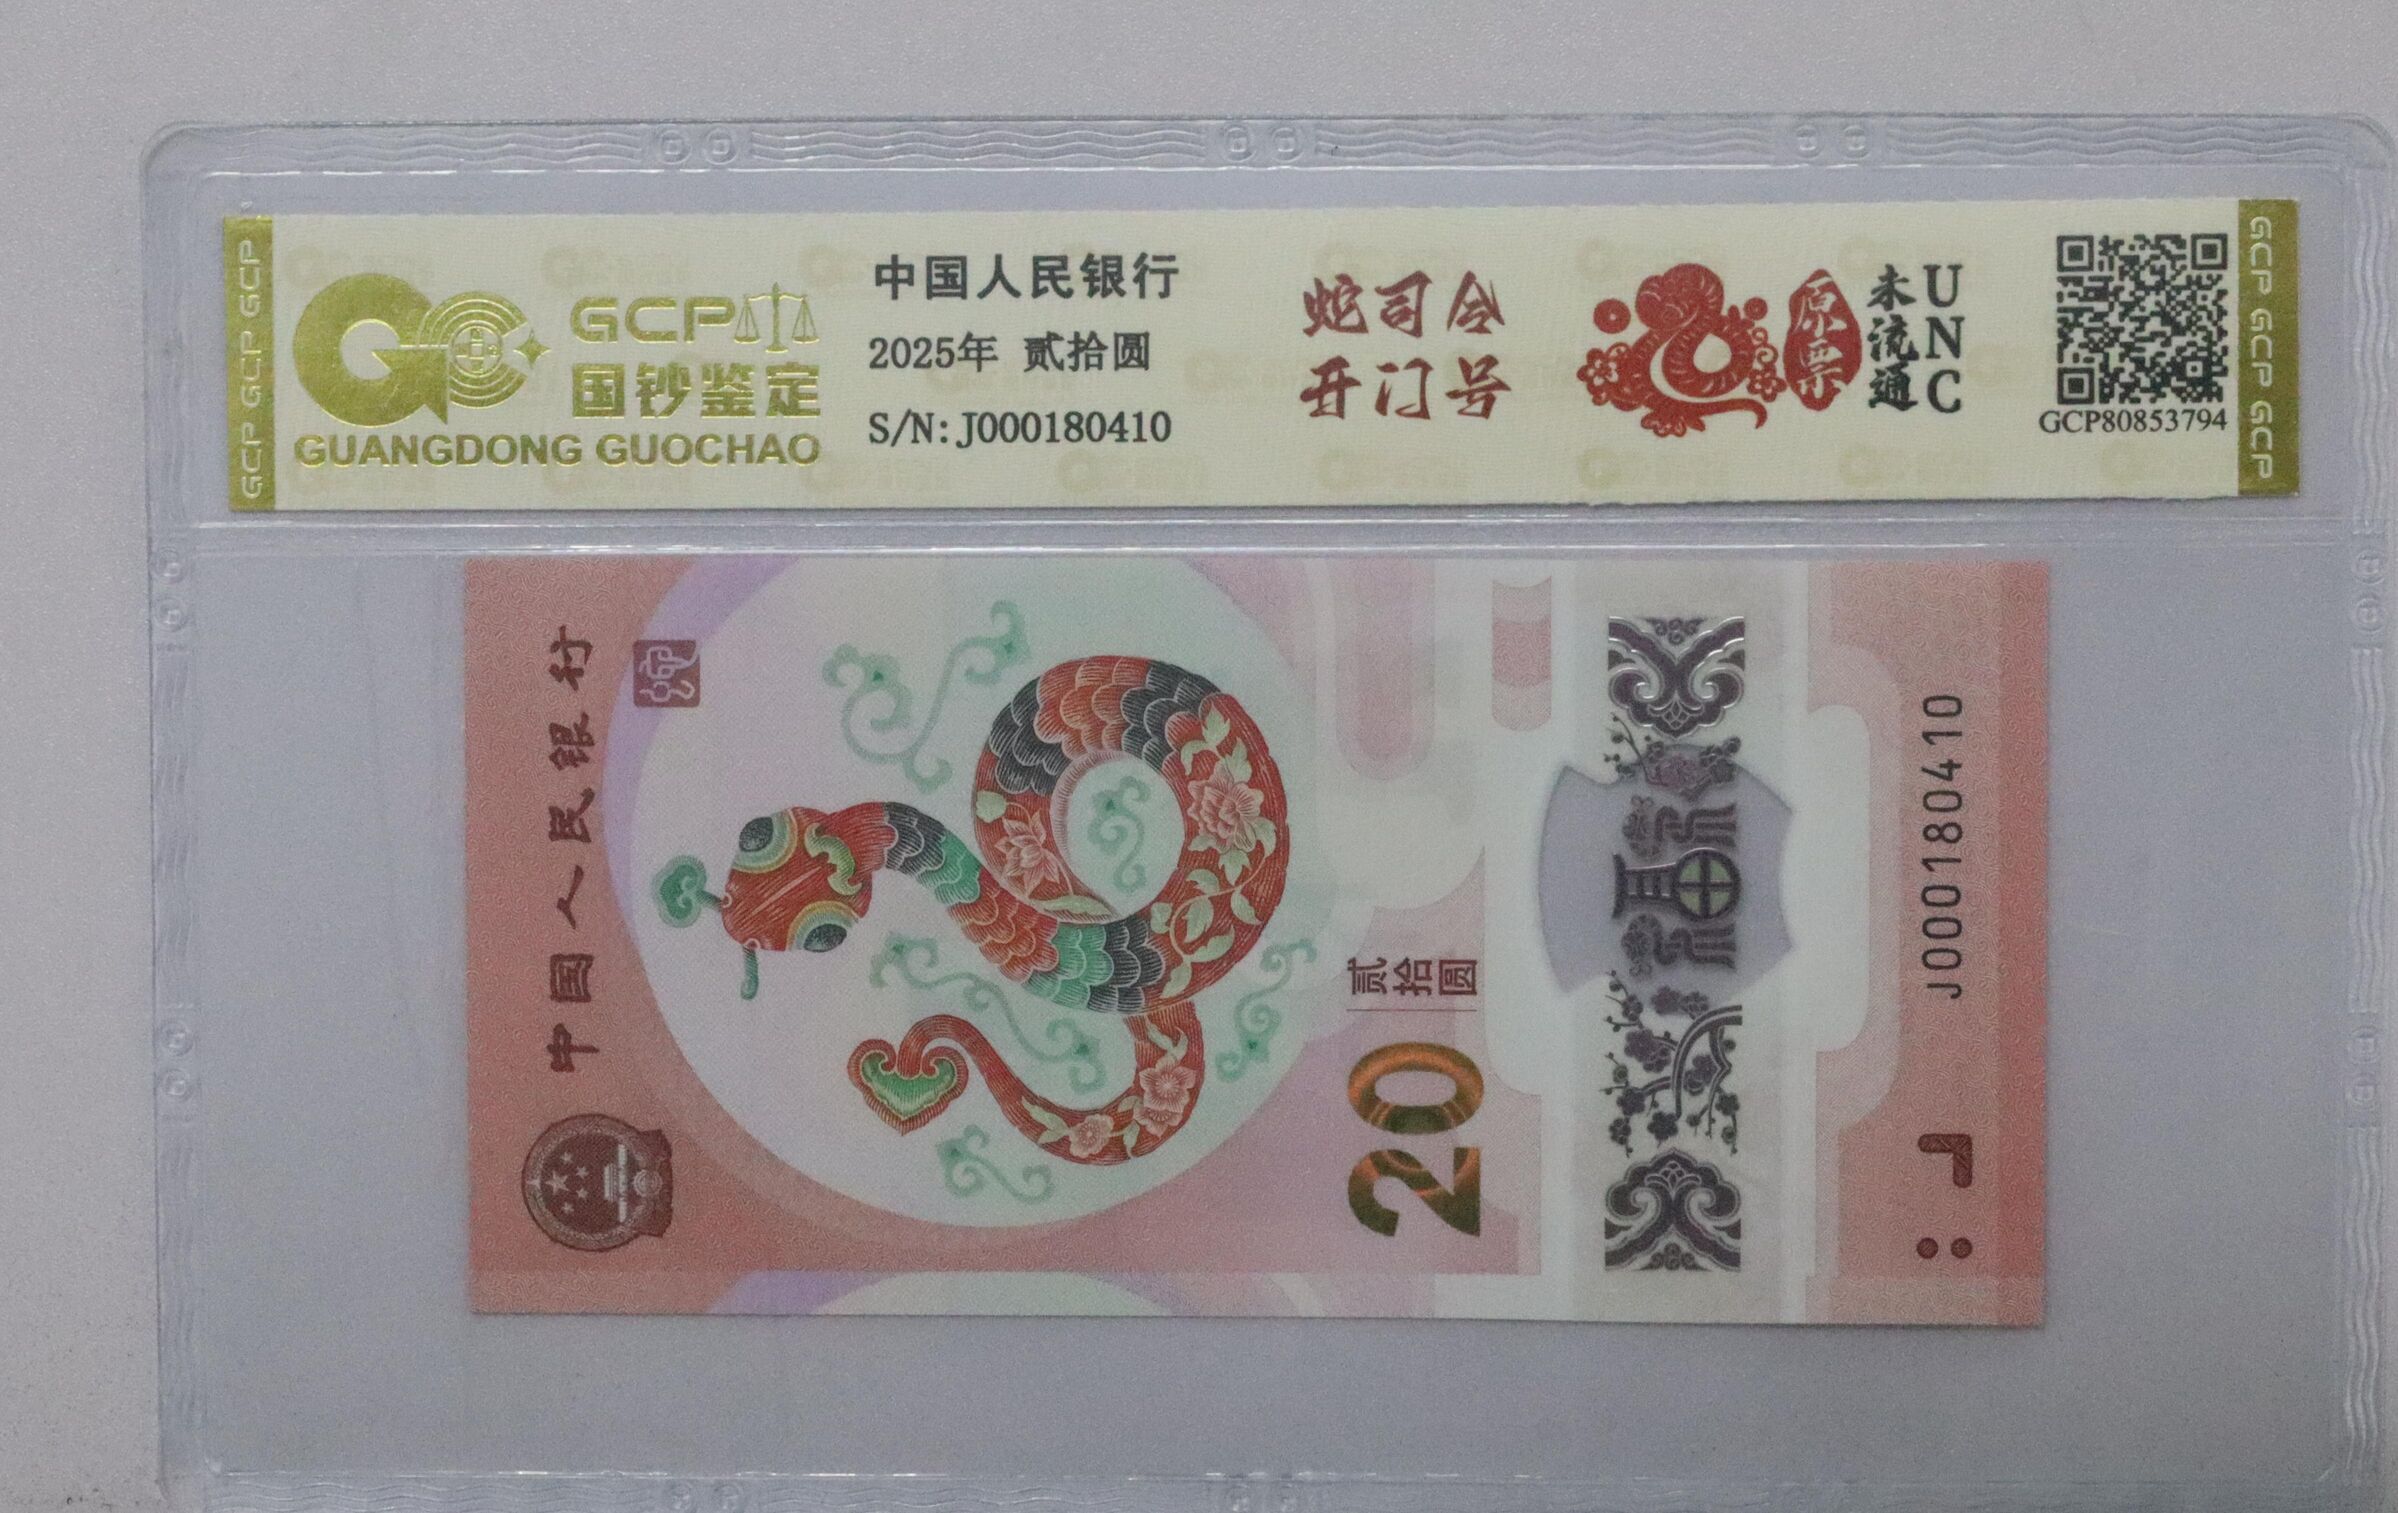 GCP GCP GCP
GCP
国钞鉴定
GUANGDONG GUOCHAO
中国人民银行
2025年 贰拾圆
S/N: J000180410
蛇司令
开门号
原票
未流通
UNC
GCP80853794
GCP GCP GCP
中国人民银行
蛇
贰拾圆
20
福
J000180410